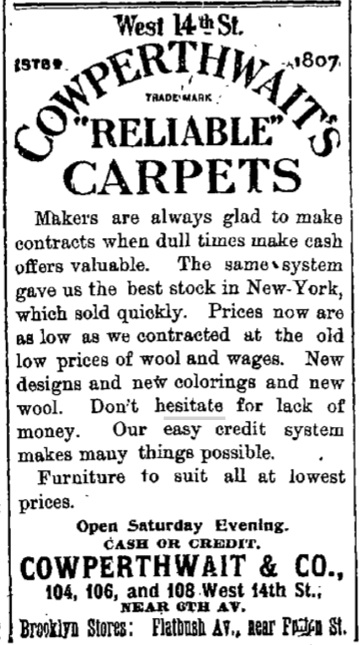 West 14th St.
ESTB'D 1807.
COWPERTHWAIT'S
TRADE MARK
"RELIABLE"
CARPETS
Makers are always glad to make
contracts when dull times make cash
offers valuable. The same system
gave us the best stock in New-York,
which sold quickly. Prices now are
as low as we contracted at the old
low prices of wool and wages. New
designs and new colorings and new
wool. Don't hesitate for lack of
money. Our easy credit system
makes many things possible.
Furniture to suit all at lowest
prices.
Open Saturday Evening.
CASH OR CREDIT.
COWPERTHWAIT & CO.,
104, 106, and 108 West 14th St.,
NEAR 6TH AV.
Brooklyn Stores: Flatbush Av., near Fulton St.